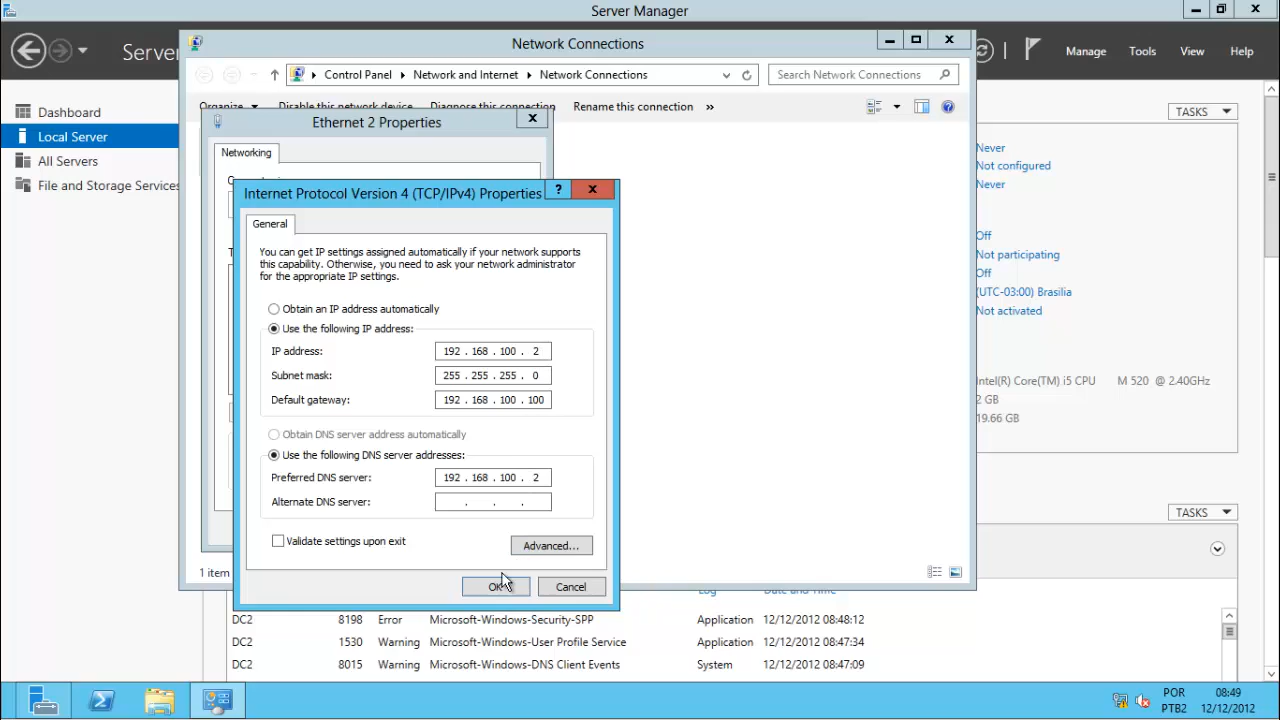 Server Manager
Server
Manage
Tools
View
Help
Dashboard
Local Server
All Servers
File and Storage Services
Network Connections
Control Panel
Network and Internet
Network Connections
Search Network Connections
Organize
Disable this network device
Diagnose this connection
Rename this connection
»
Ethernet 2 Properties
Networking
Internet Protocol Version 4 (TCP/IPv4) Properties
?
General
You can get IP settings assigned automatically if your network supports
this capability. Otherwise, you need to ask your network administrator
for the appropriate IP settings.
Obtain an IP address automatically
Use the following IP address:
IP address: 192 . 168 . 100 . 2
Subnet mask: 255 . 255 . 255 . 0
Default gateway: 192 . 168 . 100 . 100
Obtain DNS server address automatically
Use the following DNS server addresses:
Preferred DNS server: 192 . 168 . 100 . 2
Alternate DNS server: . . .
Validate settings upon exit
Advanced...
OK
Cancel
1 item
TASKS
Never
Not configured
Never
Off
Not participating
Off
(UTC-03:00) Brasilia
Not activated
Intel(R) Core(TM) i5 CPU M 520 @ 2.40GHz
2 GB
19.66 GB
TASKS
Log Date and Time
DC2 8198 Error Microsoft-Windows-Security-SPP Application 12/12/2012 08:48:12
DC2 1530 Warning Microsoft-Windows-User Profile Service Application 12/12/2012 08:47:34
DC2 8015 Warning Microsoft-Windows-DNS Client Events System 12/12/2012 08:47:09
POR 08:49
PTB2 12/12/2012